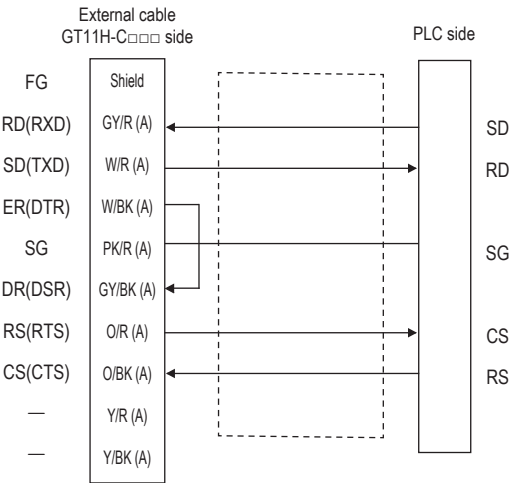 External cable
GT11H-C□□□ side
PLC side
FG Shield
RD(RXD) GY/R (A) SD
SD(TXD) W/R (A) RD
ER(DTR) W/BK (A)
SG PK/R (A) SG
DR(DSR) GY/BK (A)
RS(RTS) O/R (A) CS
CS(CTS) O/BK (A) RS
— Y/R (A)
— Y/BK (A)